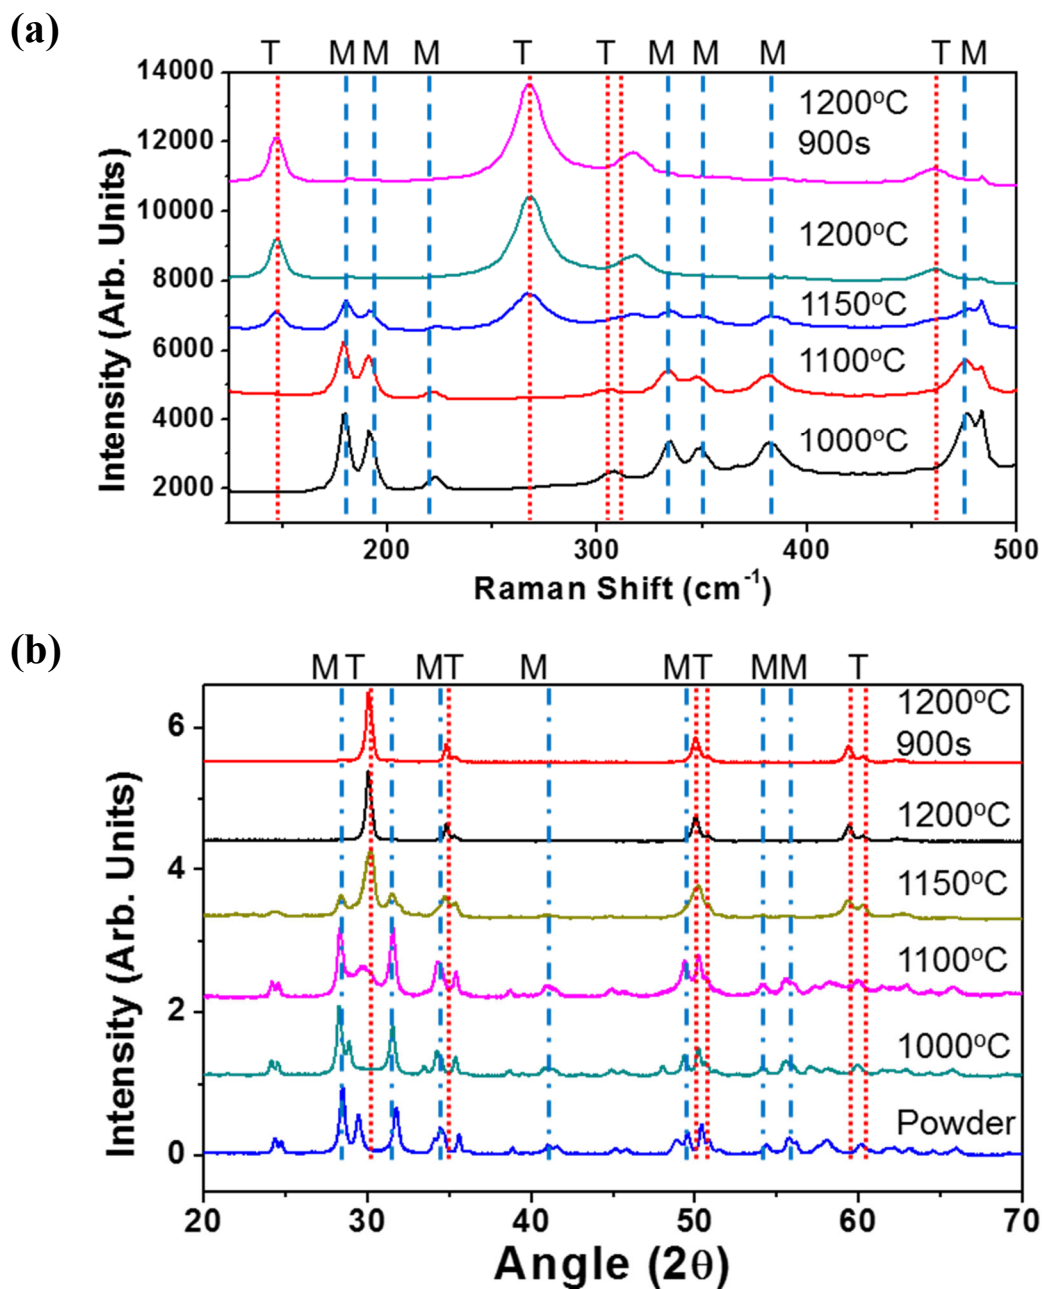 (a)
T M M M T T M M M T M
14000
12000
10000
8000
6000
4000
2000
Intensity (Arb. Units)
1200°C
900s
1200°C
1150°C
1100°C
1000°C
200 300 400 500
Raman Shift (cm⁻¹)
(b)
M T M T M M T M M T
6
4
2
0
Intensity (Arb. Units)
1200°C
900s
1200°C
1150°C
1100°C
1000°C
Powder
20 30 40 50 60 70
Angle (2θ)